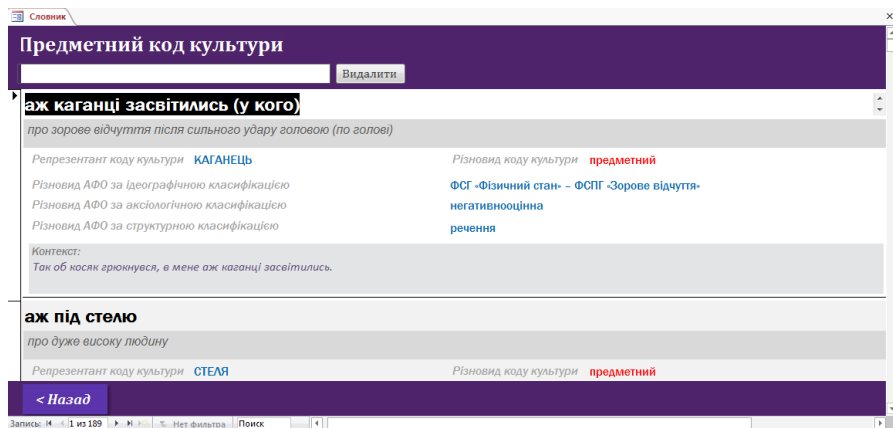 Словник
Предметний код культури
Видалити
аж каганці засвітились (у кого)
про зорове відчуття після сильного удару головою (по голові)
Репрезентант коду культури КАГАНЕЦЬ Різновид коду культури предметний
Різновид АФО за ідеографічною класифікацією ФСГ «Фізичний стан» – ФСПГ «Зорове відчуття»
Різновид АФО за аксіологічною класифікацією негативнооцінна
Різновид АФО за структурною класифікацією речення
Контекст:
Так об косяк грюкнувся, в мене аж каганці засвітились.
аж під стелю
про дуже високу людину
Репрезентант коду культури СТЕЛЯ Різновид коду культури предметний
< Назад
Запись: 1 из 189 Нет фильтра Поиск